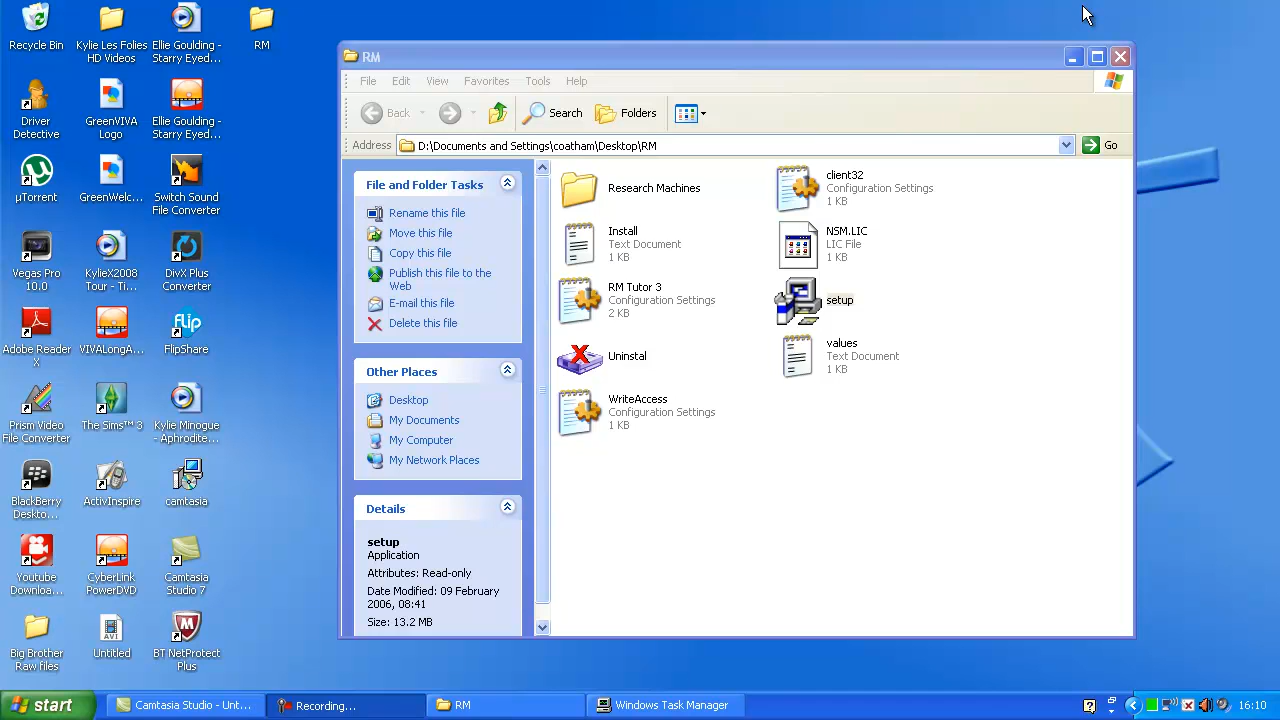 Recycle Bin
Kylie Les Folies
HD Videos
Ellie Goulding -
Starry Eyed...
RM
Driver
Detective
GreenVIVA
Logo
Ellie Goulding -
Starry Eyed...
µTorrent
GreenWelc...
Switch Sound
File Converter
Vegas Pro
10.0
KylieX2008
Tour - Ti...
DivX Plus
Converter
Adobe Reader
X
VIVALongA...
FlipShare
Prism Video
File Converter
The Sims™ 3
Kylie Minogue
- Aphrodite...
BlackBerry
Desktop...
ActivInspire
camtasia
Youtube
Downloa...
CyberLink
PowerDVD
Camtasia
Studio 7
Big Brother
Raw files
AVI
Untitled
BT NetProtect
Plus
RM
File Edit View Favorites Tools Help
Back Search Folders
Address D:\Documents and Settings\coatham\Desktop\RM Go
File and Folder Tasks
Rename this file
Move this file
Copy this file
Publish this file to the
Web
E-mail this file
Delete this file
Other Places
Desktop
My Documents
My Computer
My Network Places
Details
setup
Application
Attributes: Read-only
Date Modified: 09 February
2006, 08:41
Size: 13.2 MB
Research Machines
client32
Configuration Settings
1 KB
Install
Text Document
1 KB
NSM.LIC
LIC File
1 KB
RM Tutor 3
Configuration Settings
2 KB
setup
Uninstal
values
Text Document
1 KB
WriteAccess
Configuration Settings
1 KB
start
Camtasia Studio - Unt...
Recording...
RM
Windows Task Manager
16:10